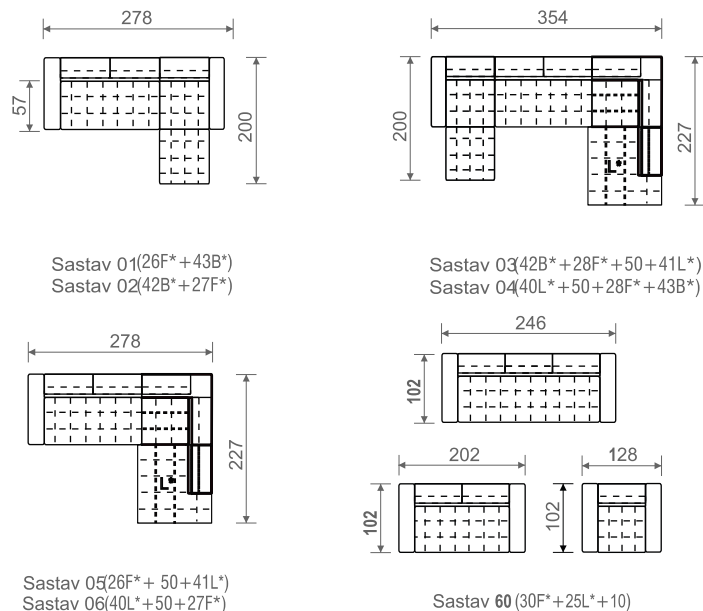 278
57
200
Sastav 01(26F*+43B*)
Sastav 02(42B*+27F*)
354
200
227
L*
Sastav 03(42B*+28F*+50+41L*)
Sastav 04(40L*+50+28F*+43B*)
278
227
L*
Sastav 05(26F*+ 50+41L*)
Sastav 06(40L*+50+27F*)
246
102
202
128
102
102
Sastav 60 (30F*+25L*+10)